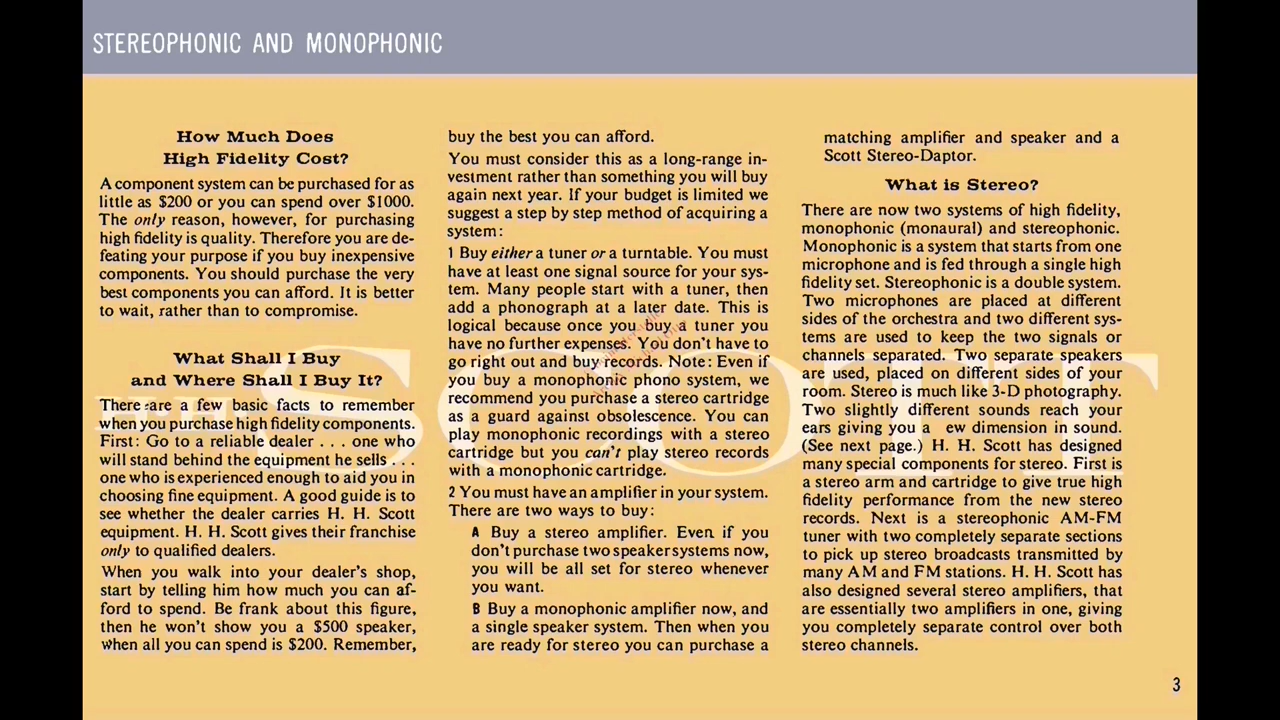 STEREOPHONIC AND MONOPHONIC
How Much Does
High Fidelity Cost?
A component system can be purchased for as
little as $200 or you can spend over $1000.
The only reason, however, for purchasing
high fidelity is quality. Therefore you are de-
feating your purpose if you buy inexpensive
components. You should purchase the very
best components you can afford. It is better
to wait, rather than to compromise.
What Shall I Buy
and Where Shall I Buy It?
There are a few basic facts to remember
when you purchase high fidelity components.
First: Go to a reliable dealer . . . one who
will stand behind the equipment he sells . . .
one who is experienced enough to aid you in
choosing fine equipment. A good guide is to
see whether the dealer carries H. H. Scott
equipment. H. H. Scott gives their franchise
only to qualified dealers.
When you walk into your dealer's shop,
start by telling him how much you can af-
ford to spend. Be frank about this figure,
then he won't show you a $500 speaker,
when all you can spend is $200. Remember,
buy the best you can afford.
You must consider this as a long-range in-
vestment rather than something you will buy
again next year. If your budget is limited we
suggest a step by step method of acquiring a
system:
1 Buy either a tuner or a turntable. You must
have at least one signal source for your sys-
tem. Many people start with a tuner, then
add a phonograph at a later date. This is
logical because once you buy a tuner you
have no further expenses. You don't have to
go right out and buy records. Note: Even if
you buy a monophonic phono system, we
recommend you purchase a stereo cartridge
as a guard against obsolescence. You can
play monophonic recordings with a stereo
cartridge but you can't play stereo records
with a monophonic cartridge.
2 You must have an amplifier in your system.
There are two ways to buy:
A Buy a stereo amplifier. Even if you
don't purchase two speaker systems now,
you will be all set for stereo whenever
you want.
B Buy a monophonic amplifier now, and
a single speaker system. Then when you
are ready for stereo you can purchase a
matching amplifier and speaker and a
Scott Stereo-Daptor.
What is Stereo?
There are now two systems of high fidelity,
monophonic (monaural) and stereophonic.
Monophonic is a system that starts from one
microphone and is fed through a single high
fidelity set. Stereophonic is a double system.
Two microphones are placed at different
sides of the orchestra and two different sys-
tems are used to keep the two signals or
channels separated. Two separate speakers
are used, placed on different sides of your
room. Stereo is much like 3-D photography.
Two slightly different sounds reach your
ears giving you a ew dimension in sound.
(See next page.) H. H. Scott has designed
many special components for stereo. First is
a stereo arm and cartridge to give true high
fidelity performance from the new stereo
records. Next is a stereophonic AM-FM
tuner with two completely separate sections
to pick up stereo broadcasts transmitted by
many AM and FM stations. H. H. Scott has
also designed several stereo amplifiers, that
are essentially two amplifiers in one, giving
you completely separate control over both
stereo channels.
H.H. SCOTT
3